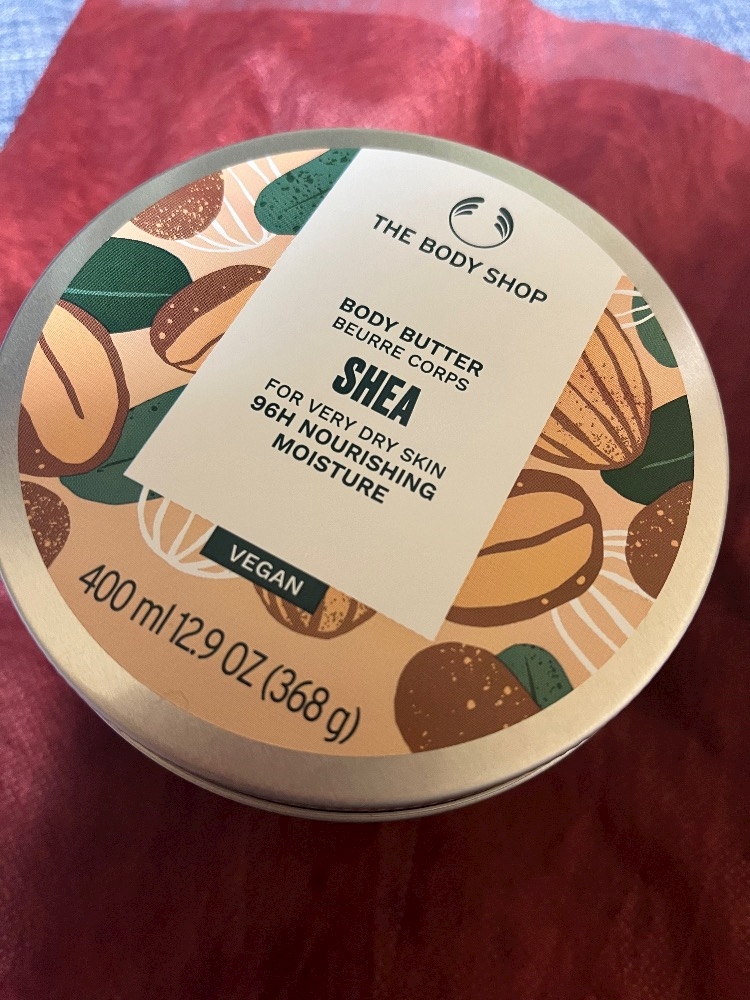 THE BODY SHOP
BODY BUTTER
BEURRE CORPS
SHEA
FOR VERY DRY SKIN
96H NOURISHING
MOISTURE
VEGAN
400 ml 12.9 OZ (368 g)